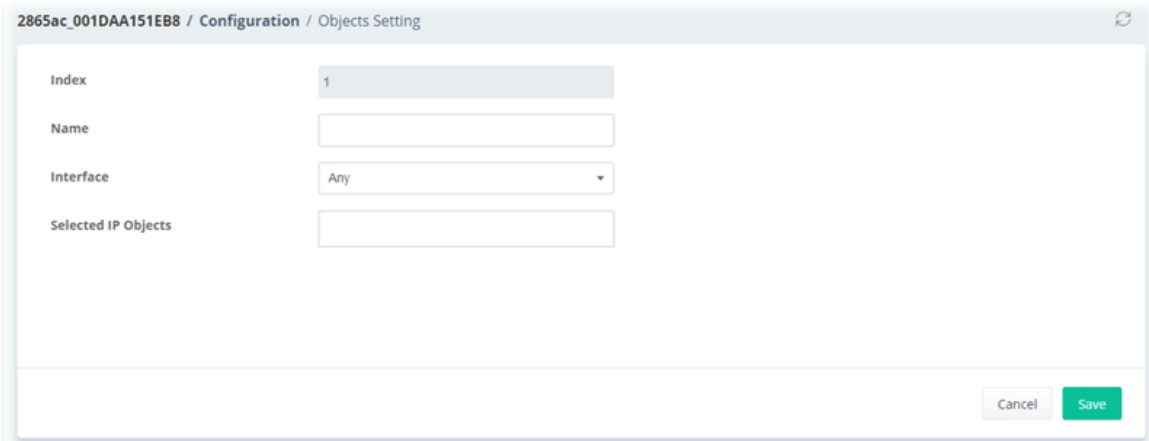 2865ac_001DAA151EB8 / Configuration / Objects Setting
Index
1
Name
Interface
Any
Selected IP Objects
Cancel
Save